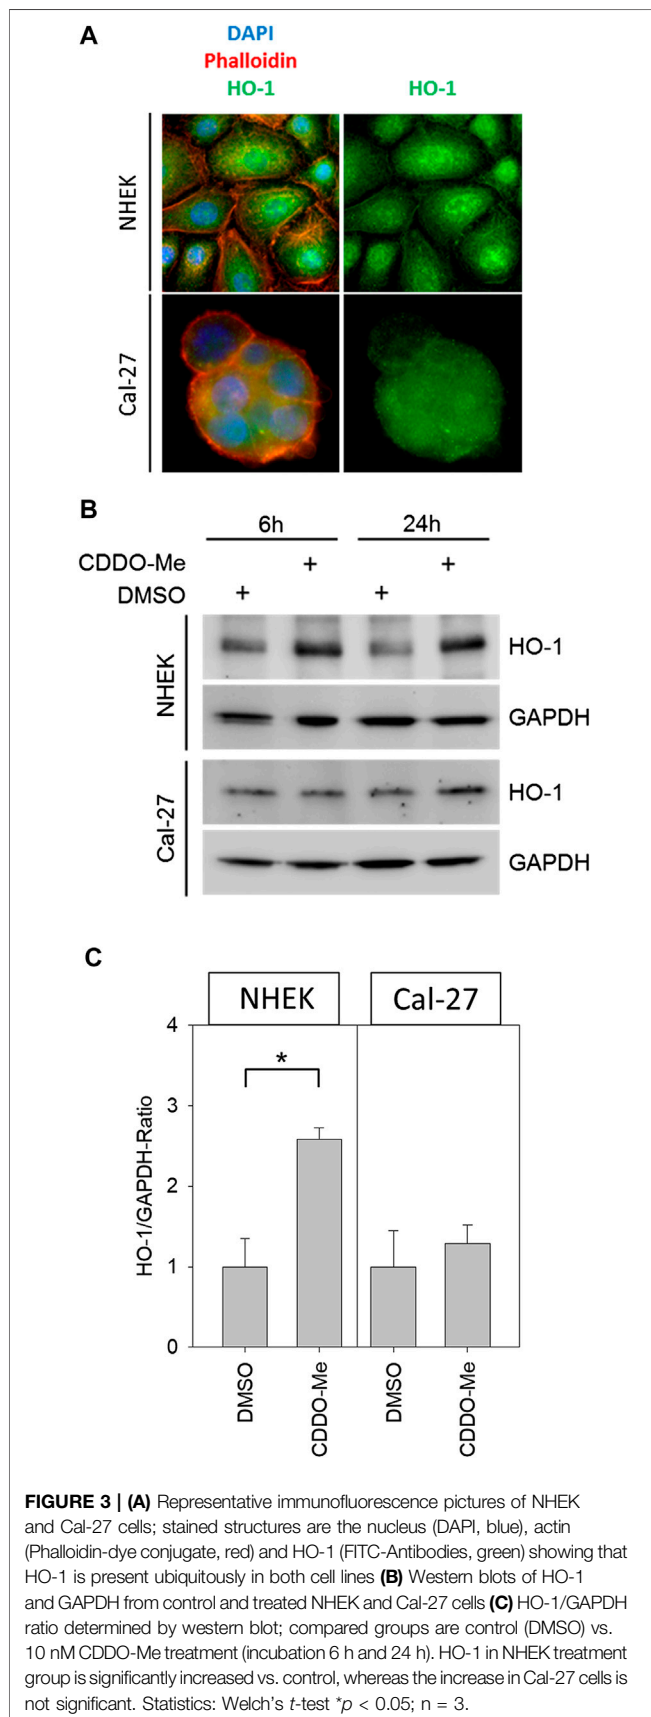 A
DAPI
Phalloidin
HO-1 HO-1
NHEK
Cal-27
B
6h 24h
CDDO-Me + +
DMSO + +
NHEK
HO-1
GAPDH
Cal-27
HO-1
GAPDH
C
NHEK Cal-27
HO-1/GAPDH-Ratio
4
3
2
1
0
*
DMSO
CDDO-Me
DMSO
CDDO-Me
FIGURE 3 | (A) Representative immunofluorescence pictures of NHEK
and Cal-27 cells; stained structures are the nucleus (DAPI, blue), actin
(Phalloidin-dye conjugate, red) and HO-1 (FITC-Antibodies, green) showing that
HO-1 is present ubiquitously in both cell lines (B) Western blots of HO-1
and GAPDH from control and treated NHEK and Cal-27 cells (C) HO-1/GAPDH
ratio determined by western blot; compared groups are control (DMSO) vs.
10 nM CDDO-Me treatment (incubation 6 h and 24 h). HO-1 in NHEK treatment
group is significantly increased vs. control, whereas the increase in Cal-27 cells is
not significant. Statistics: Welch's t-test *p < 0.05; n = 3.